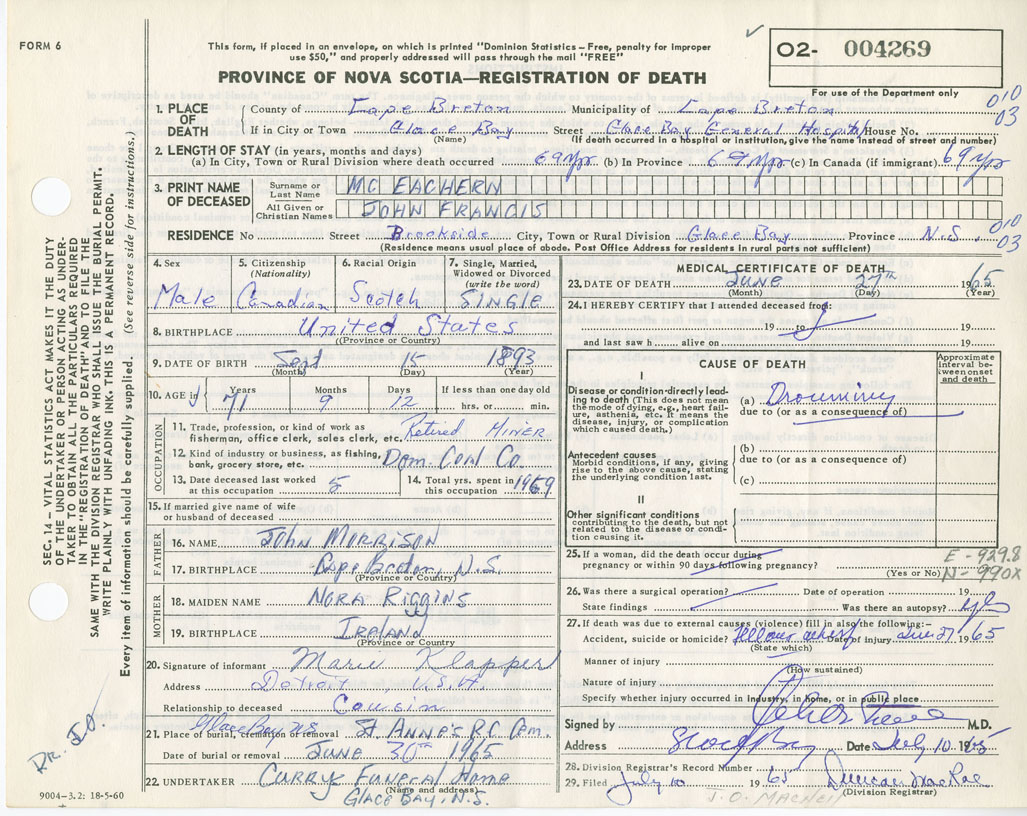 FORM 6
This form, if placed in an envelope, on which is printed "Dominion Statistics – Free, penalty for improper
use $50," and properly addressed will pass through the mail "FREE"
PROVINCE OF NOVA SCOTIA—REGISTRATION OF DEATH
O2- 004269
For use of the Department only
010
03
1. PLACE OF DEATH
County of Cape Breton Municipality of Cape Breton
If in City or Town Glace Bay Street Glace Bay General Hospital House No.
(Name) (If death occurred in a hospital or institution, give the name instead of street and number)
2. LENGTH OF STAY (in years, months and days)
(a) In City, Town or Rural Division where death occurred 69 yrs (b) In Province 69 yrs (c) In Canada (if immigrant) 69 yrs
3. PRINT NAME OF DECEASED
Surname or Last Name MC EACHERN
All Given or Christian Names JOHN FRANCIS
010
03
RESIDENCE No Street Brookside City, Town or Rural Division Glace Bay Province N.S.
(Residence means usual place of abode. Post Office Address for residents in rural parts not sufficient)
4. Sex Male
5. Citizenship (Nationality) Canadian
6. Racial Origin Scotch
7. Single, Married, Widowed or Divorced (write the word) SINGLE
8. BIRTHPLACE United States
(Province or Country)
9. DATE OF BIRTH Sept 15 1893
(Month) (Day) (Year)
10. AGE Years 71 Months 9 Days 12 If less than one day old hrs. or min.
OCCUPATION
11. Trade, profession, or kind of work as
fisherman, office clerk, sales clerk, etc. Retired MINER
12. Kind of industry or business, as fishing,
bank, grocery store, etc. Dom. Coal Co.
13. Date deceased last worked
at this occupation
14. Total yrs. spent in
this occupation
15. If married give name of wife
or husband of deceased
FATHER
16. NAME John Morrison
17. BIRTHPLACE Cape Breton, N.S.
(Province or Country)
MOTHER
18. MAIDEN NAME Nora Riggins
19. BIRTHPLACE Ireland
(Province or Country)
20. Signature of informant Marie Klapper
Address Detroit, U.S.A.
Relationship to deceased Cousin
21. Place of burial, cremation or removal St Anne's R.C. Cem.
Date of burial or removal June 30th 1965
22. UNDERTAKER Curry Funeral Home
(Name and address)
GLACE BAY, N.S.
9004-3.2: 18-5-60
SEC. 14 – VITAL STATISTICS ACT MAKES IT THE DUTY
OF THE UNDERTAKER OR PERSON ACTING AS UNDER-
TAKER TO OBTAIN ALL THE PARTICULARS REQUIRED
IN THE "REGISTRATION OF DEATH" AND TO FILE THE
SAME WITH THE DIVISION REGISTRAR WHO SHALL ISSUE THE BURIAL PERMIT.
WRITE PLAINLY WITH UNFADING INK. THIS IS A PERMANENT RECORD.
Every item of information should be carefully supplied. (See reverse side for instructions.)
MEDICAL CERTIFICATE OF DEATH
23. DATE OF DEATH June 27th 1965
(Month) (Day) (Year)
24. I HEREBY CERTIFY that I attended deceased from:
19 to 19
and last saw h alive on 19
CAUSE OF DEATH
Approximate interval between onset and death
I
Disease or condition directly leading to death (This does not mean the mode of dying, e.g., heart failure, asthenia, etc. It means the disease, injury, or complication which caused death.)
(a) Drowning
due to (or as a consequence of)
Antecedent causes
Morbid conditions, if any, giving rise to the above cause, stating the underlying condition last.
(b)
due to (or as a consequence of)
(c)
II
Other significant conditions
contributing to the death, but not related to the disease or condition causing it.
25. If a woman, did the death occur during
pregnancy or within 90 days following pregnancy?
(Yes or No)
E-929.8
N-990X
26. Was there a surgical operation? Date of operation 19
State findings Was there an autopsy? yes
27. If death was due to external causes (violence) fill in also the following:-
Accident, suicide or homicide? Date of injury June 27 1965
(State which)
Manner of injury
(How sustained)
Nature of injury
Specify whether injury occurred in Industry, in home, or in public place
Signed by M.D.
Address Date July 10 1965
28. Division Registrar's Record Number
29. Filed July 10 1965 Duncan MacRae
(Division Registrar)
J. O. MacNeil